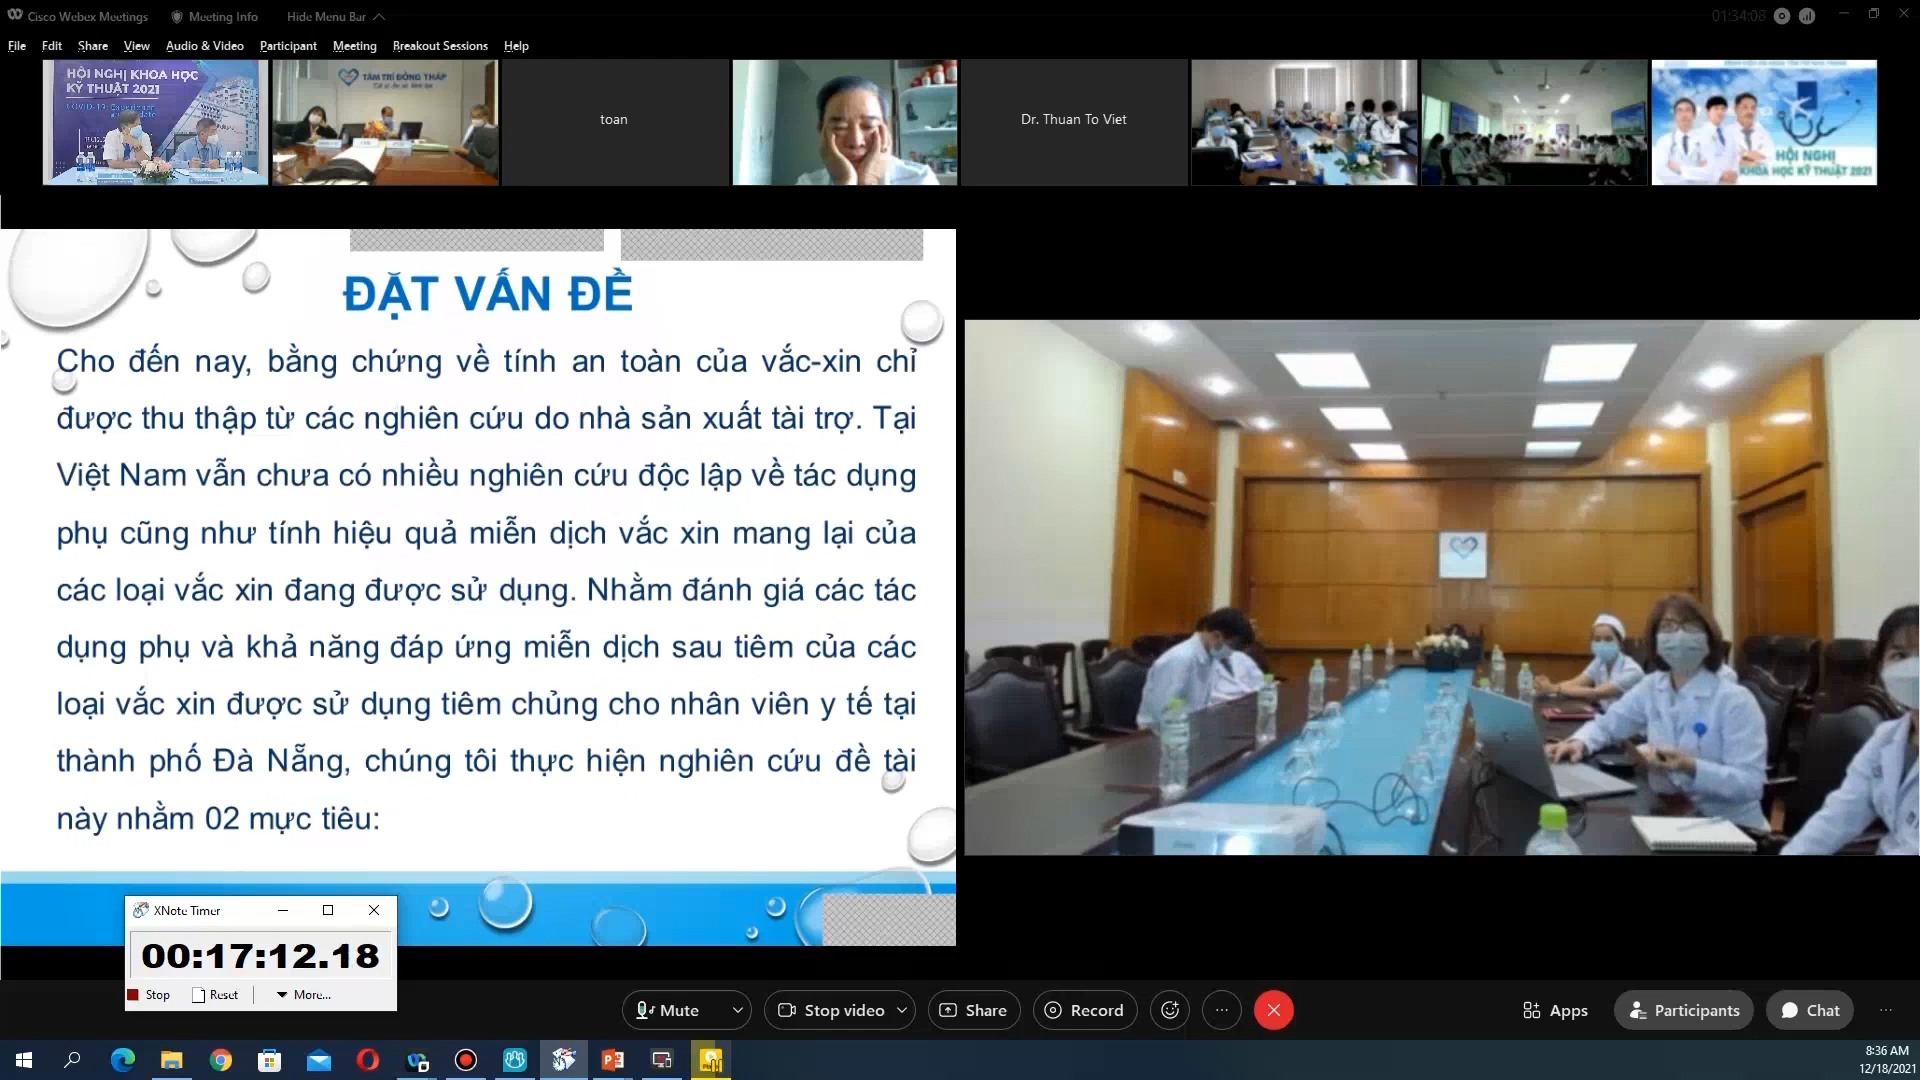 Cisco Webex Meetings
Meeting Info
Hide Menu Bar
01:34:08
File
Edit
Share
View
Audio & Video
Participant
Meeting
Breakout Sessions
Help
HỘI NGHỊ KHOA HỌC
KỸ THUẬT 2021
TÂM TRÍ ĐỒNG THÁP
toan
Dr. Thuan To Viet
HỘI NGHỊ
KHOA HỌC KỸ THUẬT 2021
ĐẶT VẤN ĐỀ
Cho đến nay, bằng chứng về tính an toàn của vắc-xin chỉ
được thu thập từ các nghiên cứu do nhà sản xuất tài trợ. Tại
Việt Nam vẫn chưa có nhiều nghiên cứu độc lập về tác dụng
phụ cũng như tính hiệu quả miễn dịch vắc xin mang lại của
các loại vắc xin đang được sử dụng. Nhằm đánh giá các tác
dụng phụ và khả năng đáp ứng miễn dịch sau tiêm của các
loại vắc xin được sử dụng tiêm chủng cho nhân viên y tế tại
thành phố Đà Nẵng, chúng tôi thực hiện nghiên cứu đề tài
này nhằm 02 mực tiêu:
XNote Timer
00:17:12.18
Stop
Reset
More...
Mute
Stop video
Share
Record
Apps
Participants
Chat
8:36 AM
12/18/2021